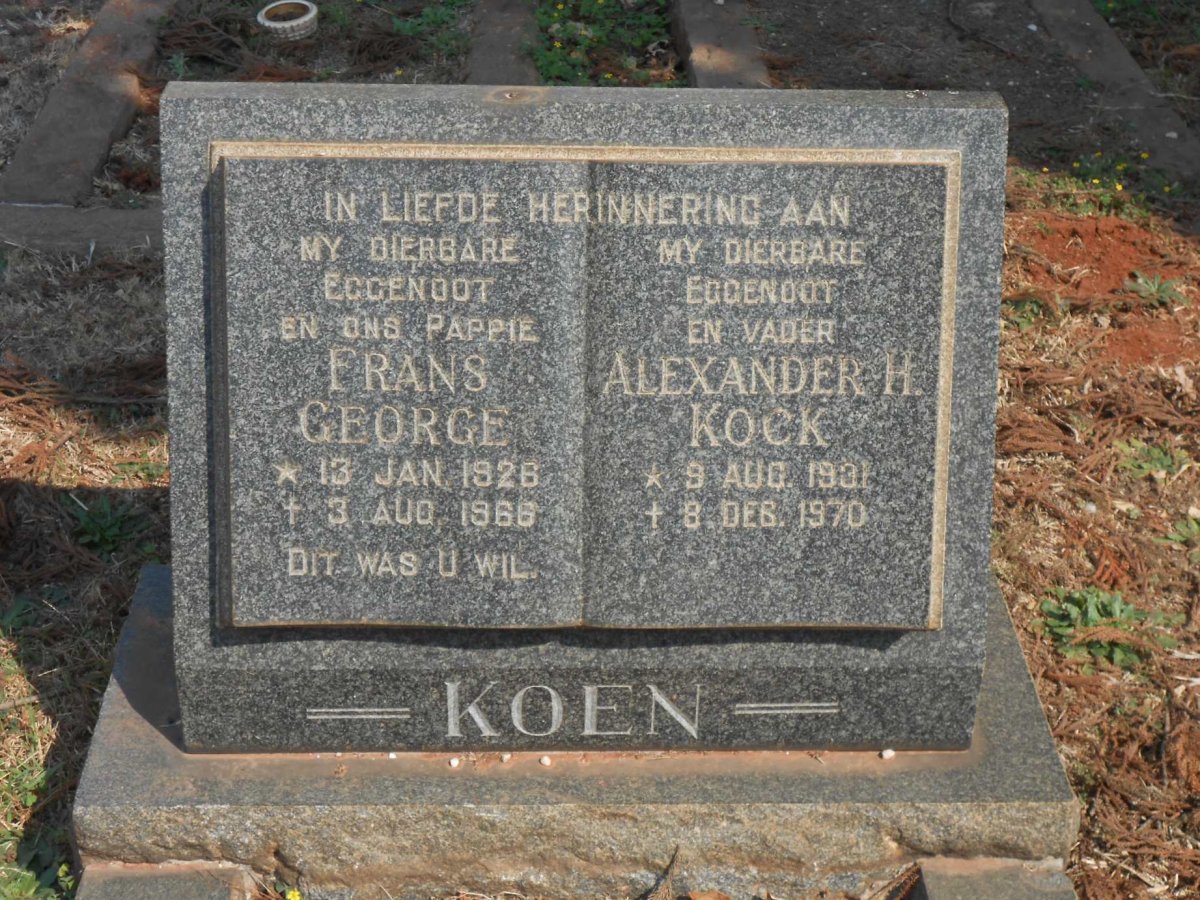 IN LIEFDE HERINNERING AAN
MY DIERBARE
EGGENOOT
EN ONS PAPPIE
FRANS
GEORGE
★ 13 JAN. 1926
† 3 AUG. 1966
DIT WAS U WIL.
MY DIERBARE
EGGENOOT
EN VADER
ALEXANDER H.
KOCK
★ 9 AUG. 1931
† 8 DES. 1970
KOEN